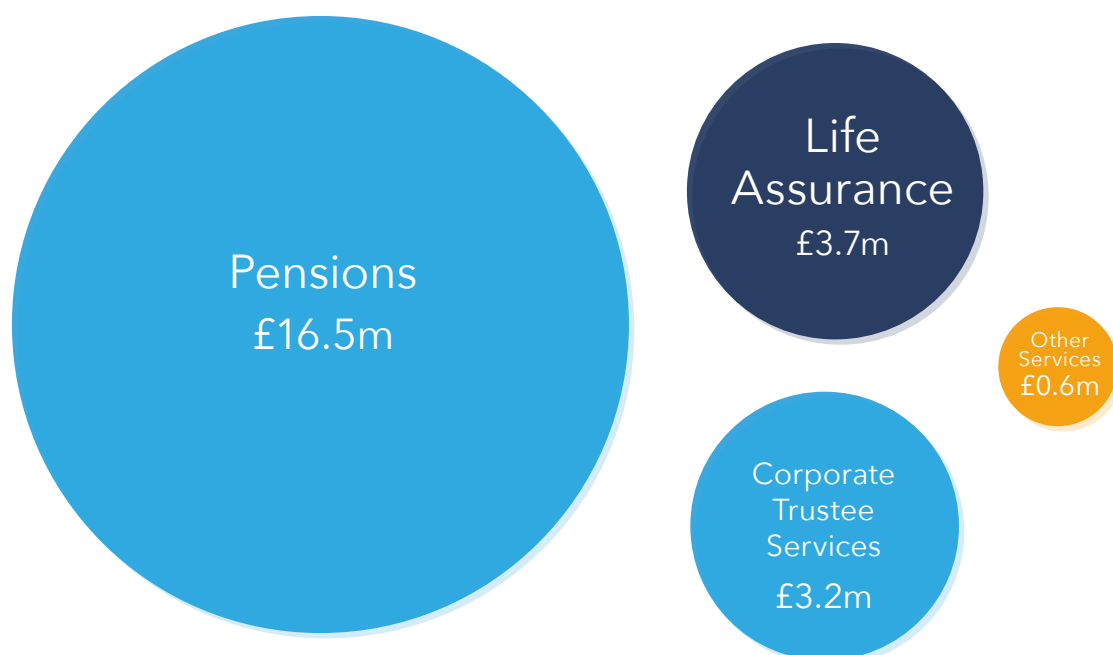 Pensions
£16.5m
Life
Assurance
£3.7m
Other
Services
£0.6m
Corporate
Trustee
Services
£3.2m